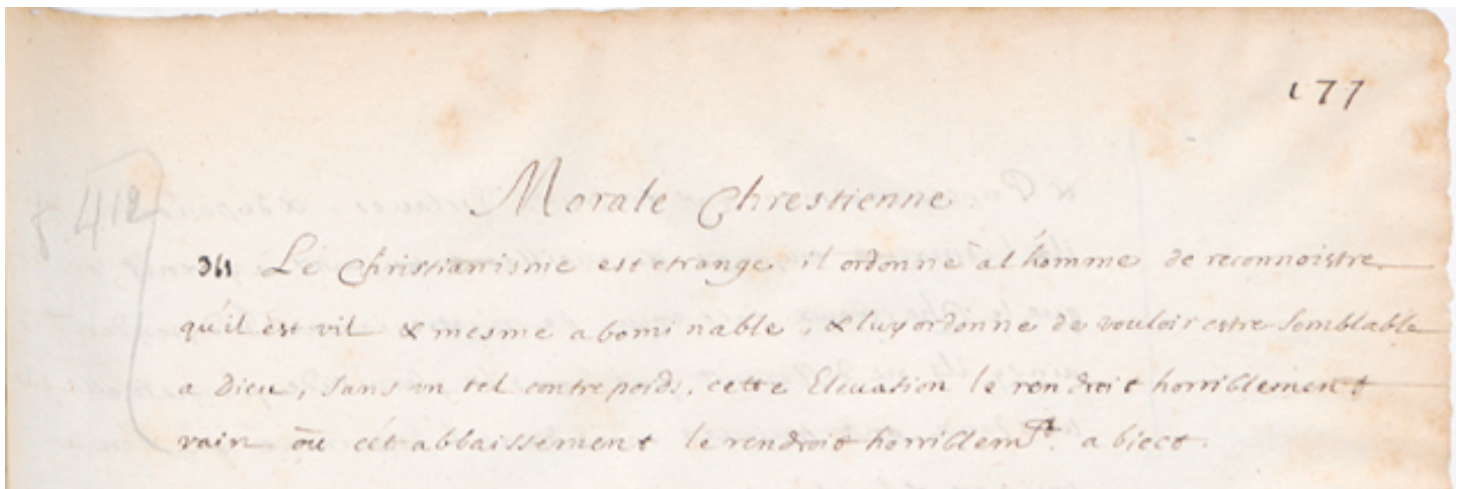 177
Morale Chrestienne
412
Le Christianisme est etrange il ordonne al'homme de reconnoistre
qu'il est vil & mesme abominable, & luy ordonne de vouloir estre semblable
a Dieu, sans un tel contrepoids, cette Elevation le rendroit horriblement
vain ou cet abbaissement le rendroit horriblemt. abiect.